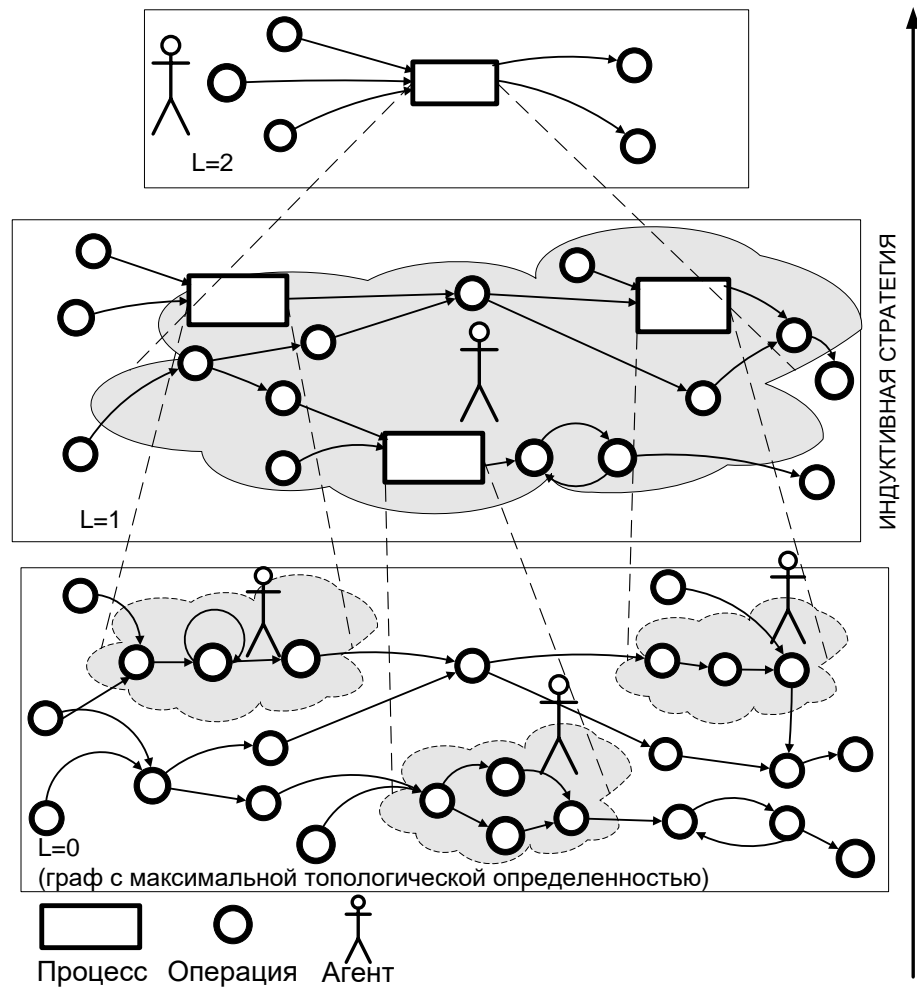 L=2
ИНДУКТИВНАЯ СТРАТЕГИЯ
L=1
L=0
(граф с максимальной топологической определенностью)
Процесс Операция Агент